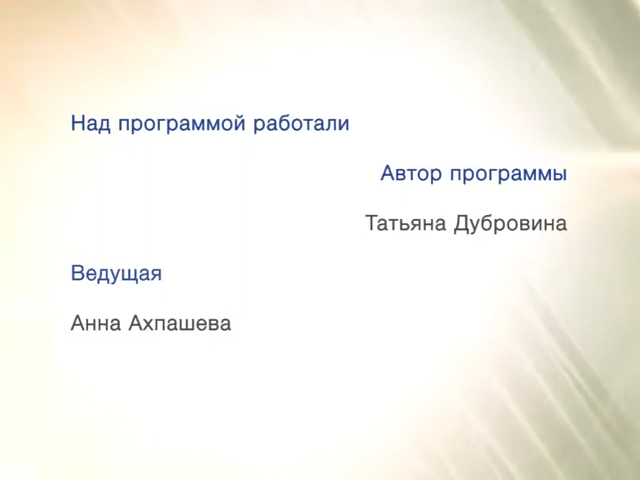 Над программой работали
Автор программы
Татьяна Дубровина
Ведущая
Анна Ахпашева